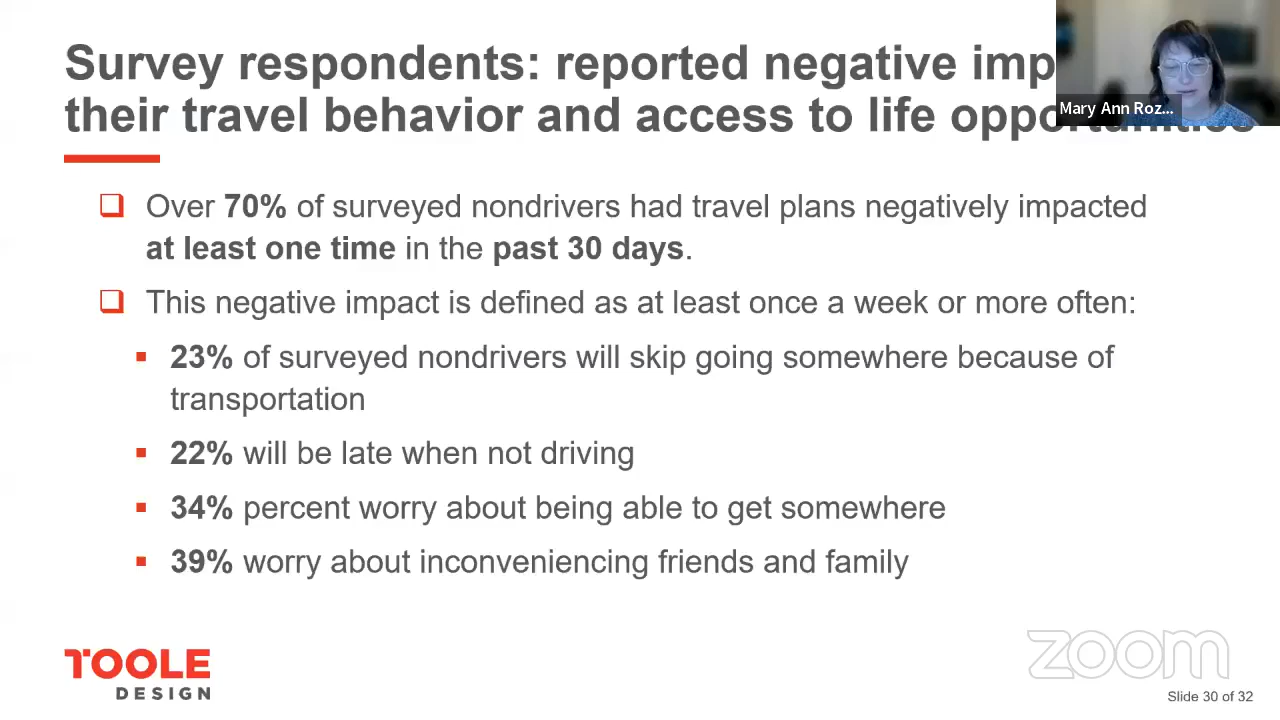 Survey respondents: reported negative imp
their travel behavior and access to life opportunities
Mary Ann Roz...
Over 70% of surveyed nondrivers had travel plans negatively impacted
at least one time in the past 30 days.
This negative impact is defined as at least once a week or more often:
23% of surveyed nondrivers will skip going somewhere because of
transportation
22% will be late when not driving
34% percent worry about being able to get somewhere
39% worry about inconveniencing friends and family
TOOLE
DESIGN
zoom
Slide 30 of 32